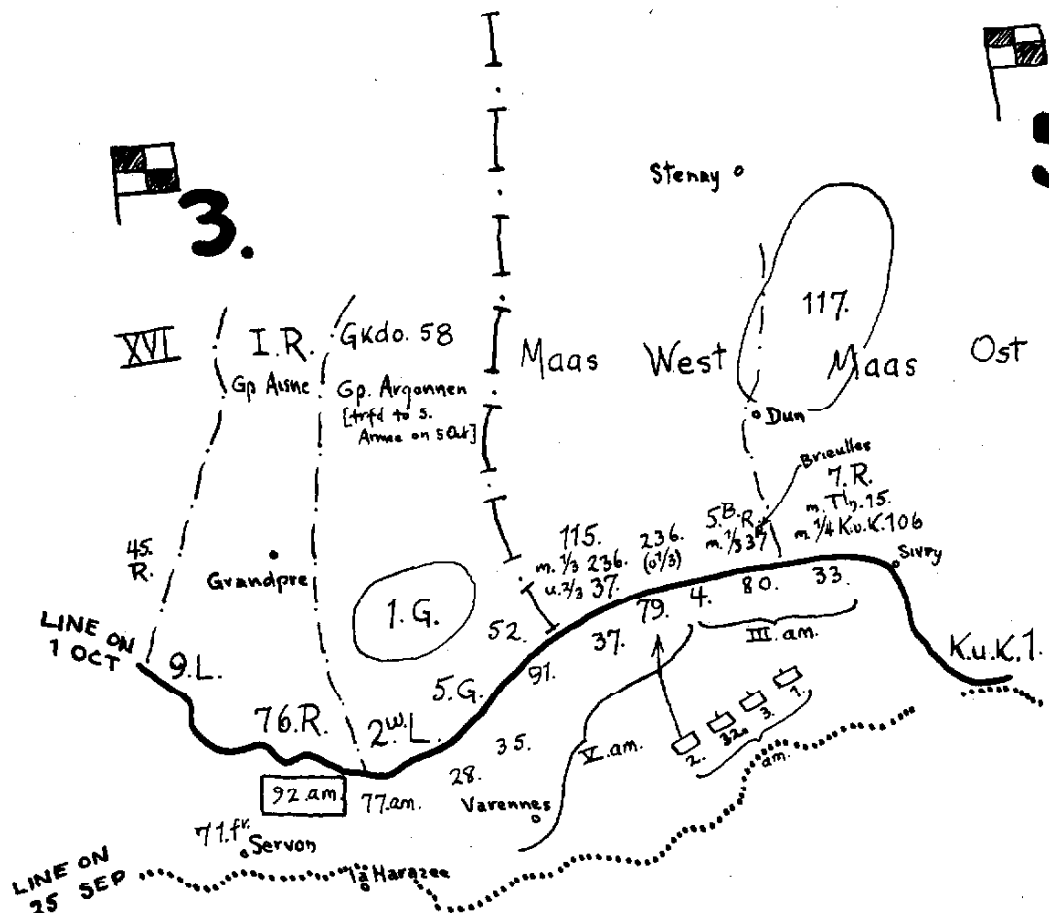 Stenay
3.
117.
XVI
I.R.
Gkdo. 58
Maas West
Maas Ost
Gp Aisne
Gp. Argonnen
[trfd to 5.
Armee on 5 Oct]
Dun
Brieulles
7.R.
m. Tln. 15.
m. 1/4 K.u.K. 106
5.B.R.
m. 1/3 37
236.
(o 1/3)
115.
m. 1/3 236.
u. 2/3 37.
45.
R.
Grandpre
Sivry
1.G.
52.
79.
4.
80.
33.
III. am.
37.
LINE ON
1 OCT
9.L.
91.
K.u.K.1.
5.G.
76.R.
2.w.L.
35.
V. am.
1.
3.
32.
2.
am.
28.
92.am.
77.am.
Varennes
71.fr.
Servon
LINE ON
25 SEP
la Harazee